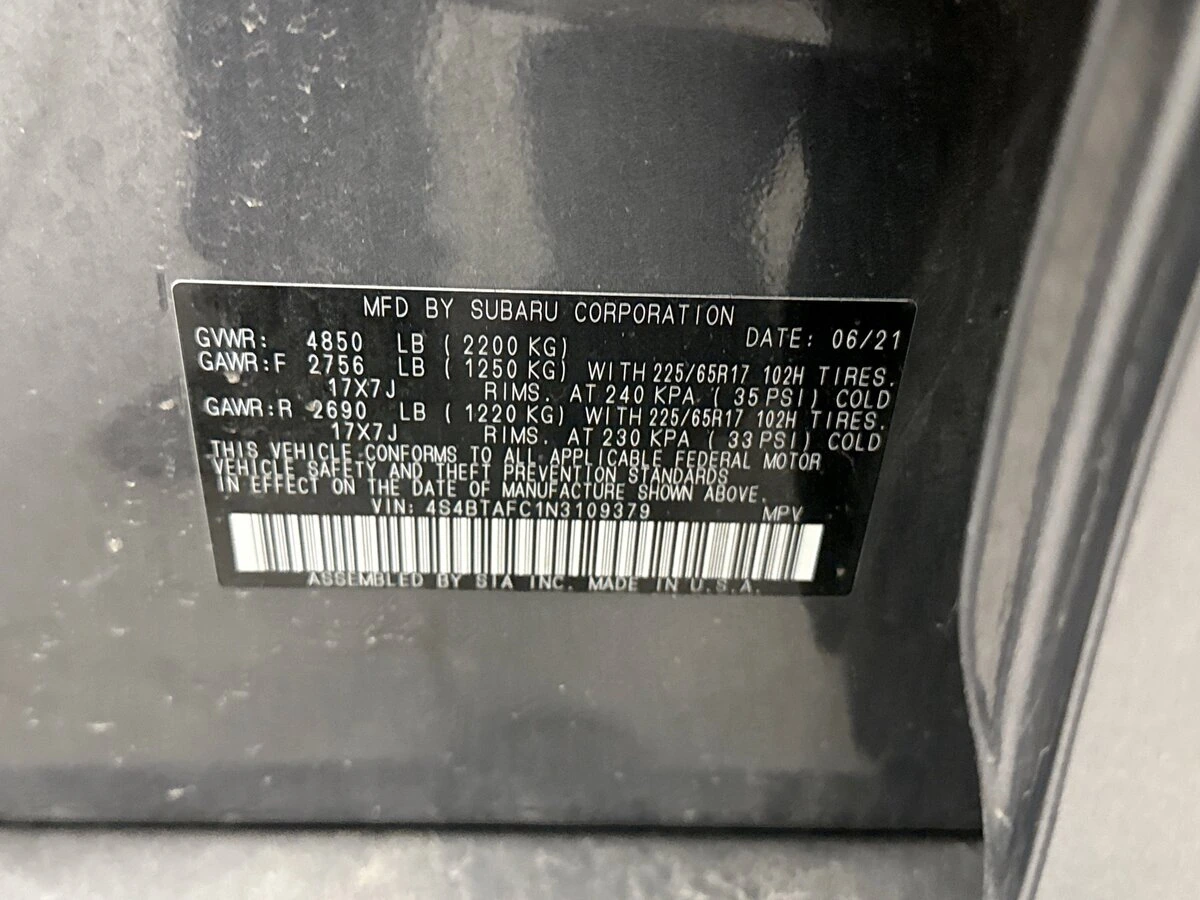 MFD BY SUBARU CORPORATION
GVWR: 4850 LB (2200 KG) DATE: 06/21
GAWR:F 2756 LB (1250 KG) WITH 225/65R17 102H TIRES.
17X7J RIMS. AT 240 KPA (35 PSI) COLD
GAWR:R 2690 LB (1220 KG) WITH 225/65R17 102H TIRES.
17X7J RIMS. AT 230 KPA (33 PSI) COLD
THIS VEHICLE CONFORMS TO ALL APPLICABLE FEDERAL MOTOR
VEHICLE SAFETY AND THEFT PREVENTION STANDARDS
IN EFFECT ON THE DATE OF MANUFACTURE SHOWN ABOVE.
VIN: 4S4BTAFC1N3109379 MPV
ASSEMBLED BY SIA INC. MADE IN U.S.A.